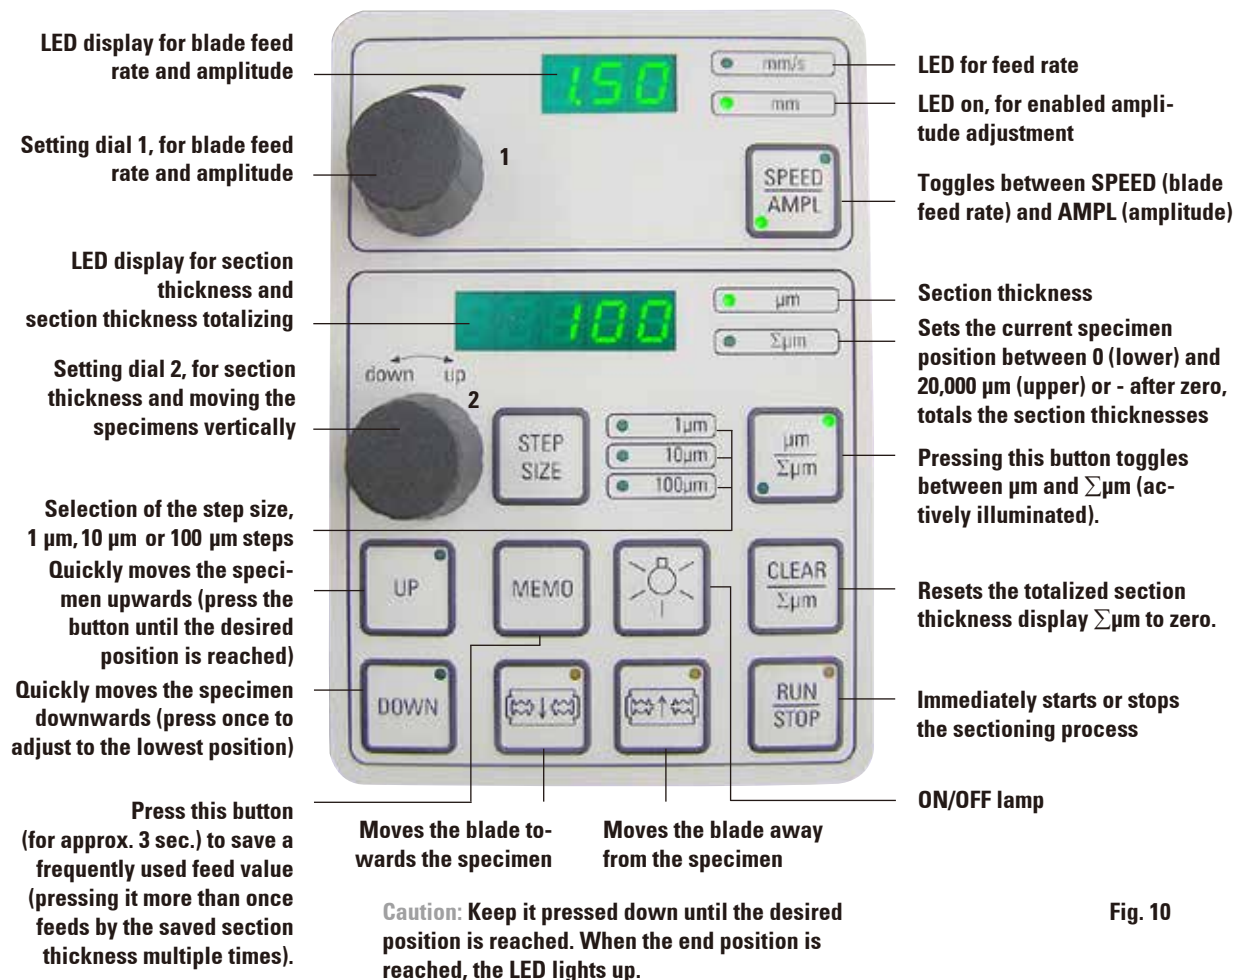 LED display for blade feed
rate and amplitude
Setting dial 1, for blade feed
rate and amplitude
LED display for section
thickness and
section thickness totalizing
Setting dial 2, for section
thickness and moving the
specimens vertically
Selection of the step size,
1 µm, 10 µm or 100 µm steps
Quickly moves the speci-
men upwards (press the
button until the desired
position is reached)
Quickly moves the specimen
downwards (press once to
adjust to the lowest position)
Press this button
(for approx. 3 sec.) to save a
frequently used feed value
(pressing it more than once
feeds by the saved section
thickness multiple times).
1.50
mm/s
mm
1
SPEED
AMPL
100
µm
Σµm
down up
2
STEP
SIZE
1µm
10µm
100µm
µm
Σµm
UP
MEMO
CLEAR
Σµm
DOWN
RUN
STOP
LED for feed rate
LED on, for enabled ampli-
tude adjustment
Toggles between SPEED (blade
feed rate) and AMPL (amplitude)
Section thickness
Sets the current specimen
position between 0 (lower) and
20,000 µm (upper) or - after zero,
totals the section thicknesses
Pressing this button toggles
between µm and ∑µm (ac-
tively illuminated).
Resets the totalized section
thickness display ∑µm to zero.
Immediately starts or stops
the sectioning process
ON/OFF lamp
Moves the blade to-
wards the specimen
Moves the blade away
from the specimen
Caution: Keep it pressed down until the desired
position is reached. When the end position is
reached, the LED lights up.
Fig. 10